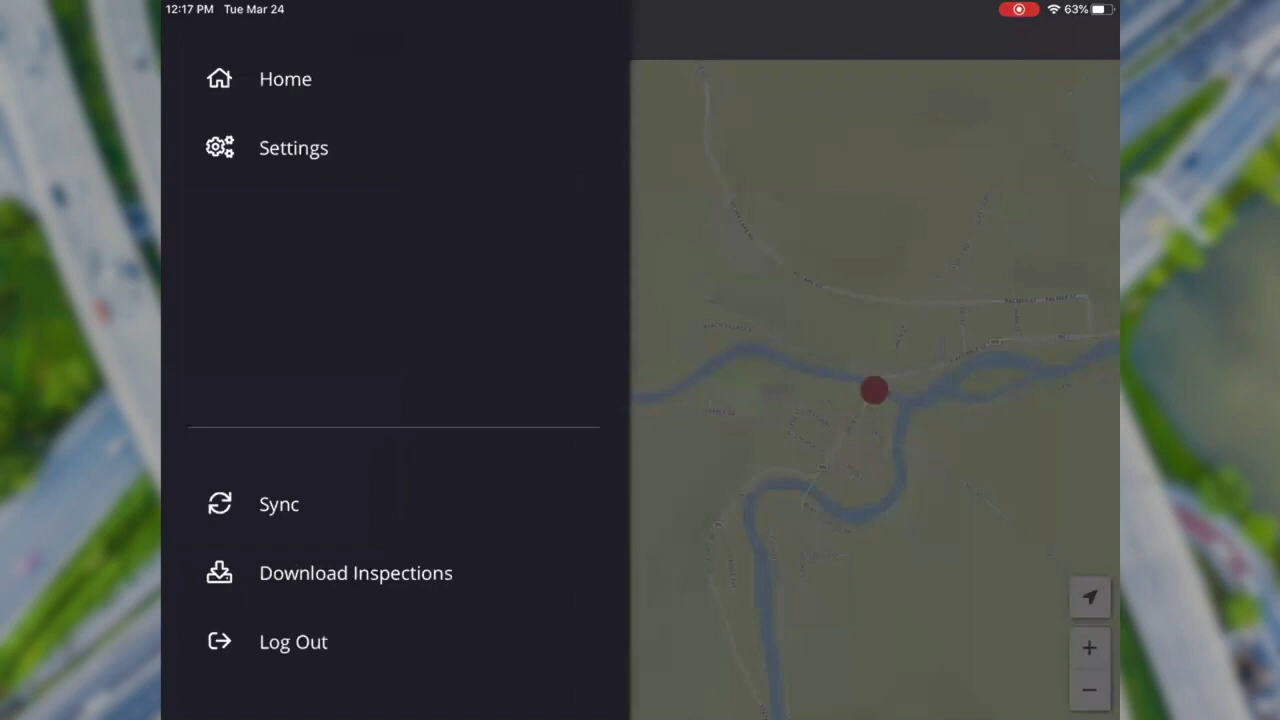 12:17 PM Tue Mar 24
63%
Home
Settings
Sync
Download Inspections
Log Out